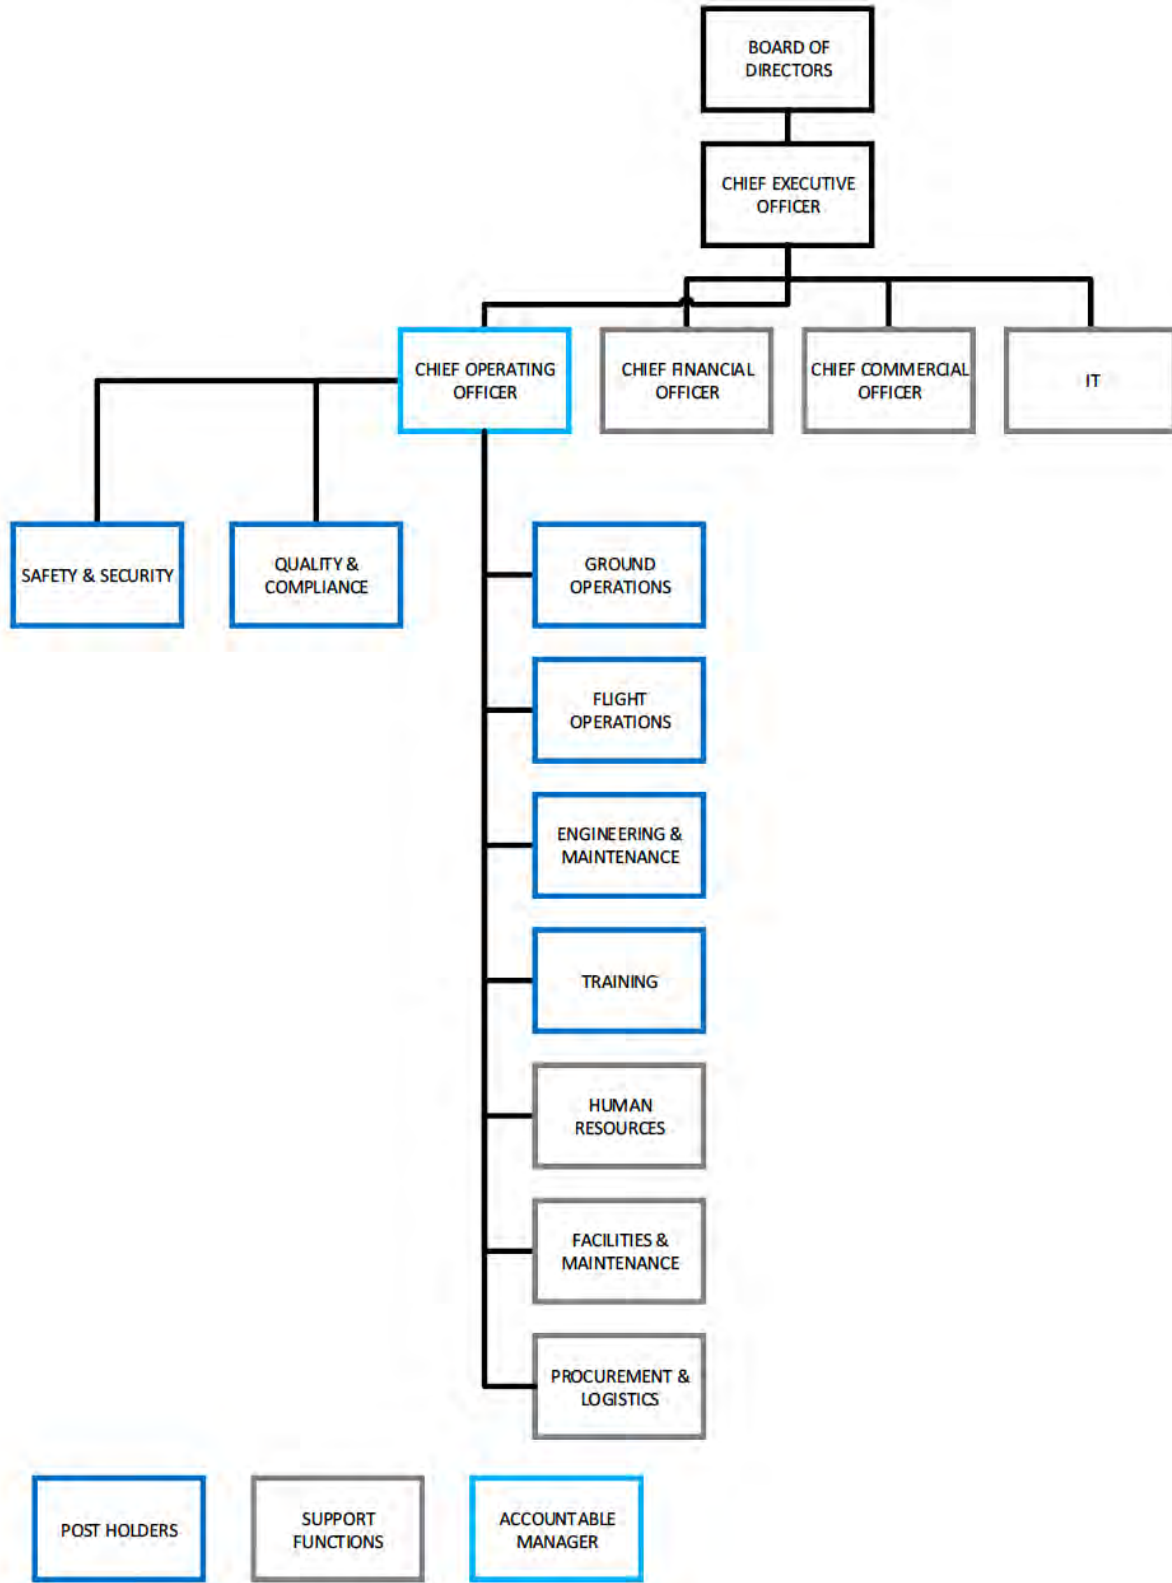 BOARD OF
DIRECTORS
CHIEF EXECUTIVE
OFFICER
CHIEF OPERATING
OFFICER
CHIEF FINANCIAL
OFFICER
CHIEF COMMERCIAL
OFFICER
IT
SAFETY & SECURITY
QUALITY &
COMPLIANCE
GROUND
OPERATIONS
FLIGHT
OPERATIONS
ENGINEERING &
MAINTENANCE
TRAINING
HUMAN
RESOURCES
FACILITIES &
MAINTENANCE
PROCUREMENT &
LOGISTICS
POST HOLDERS
SUPPORT
FUNCTIONS
ACCOUNTABLE
MANAGER